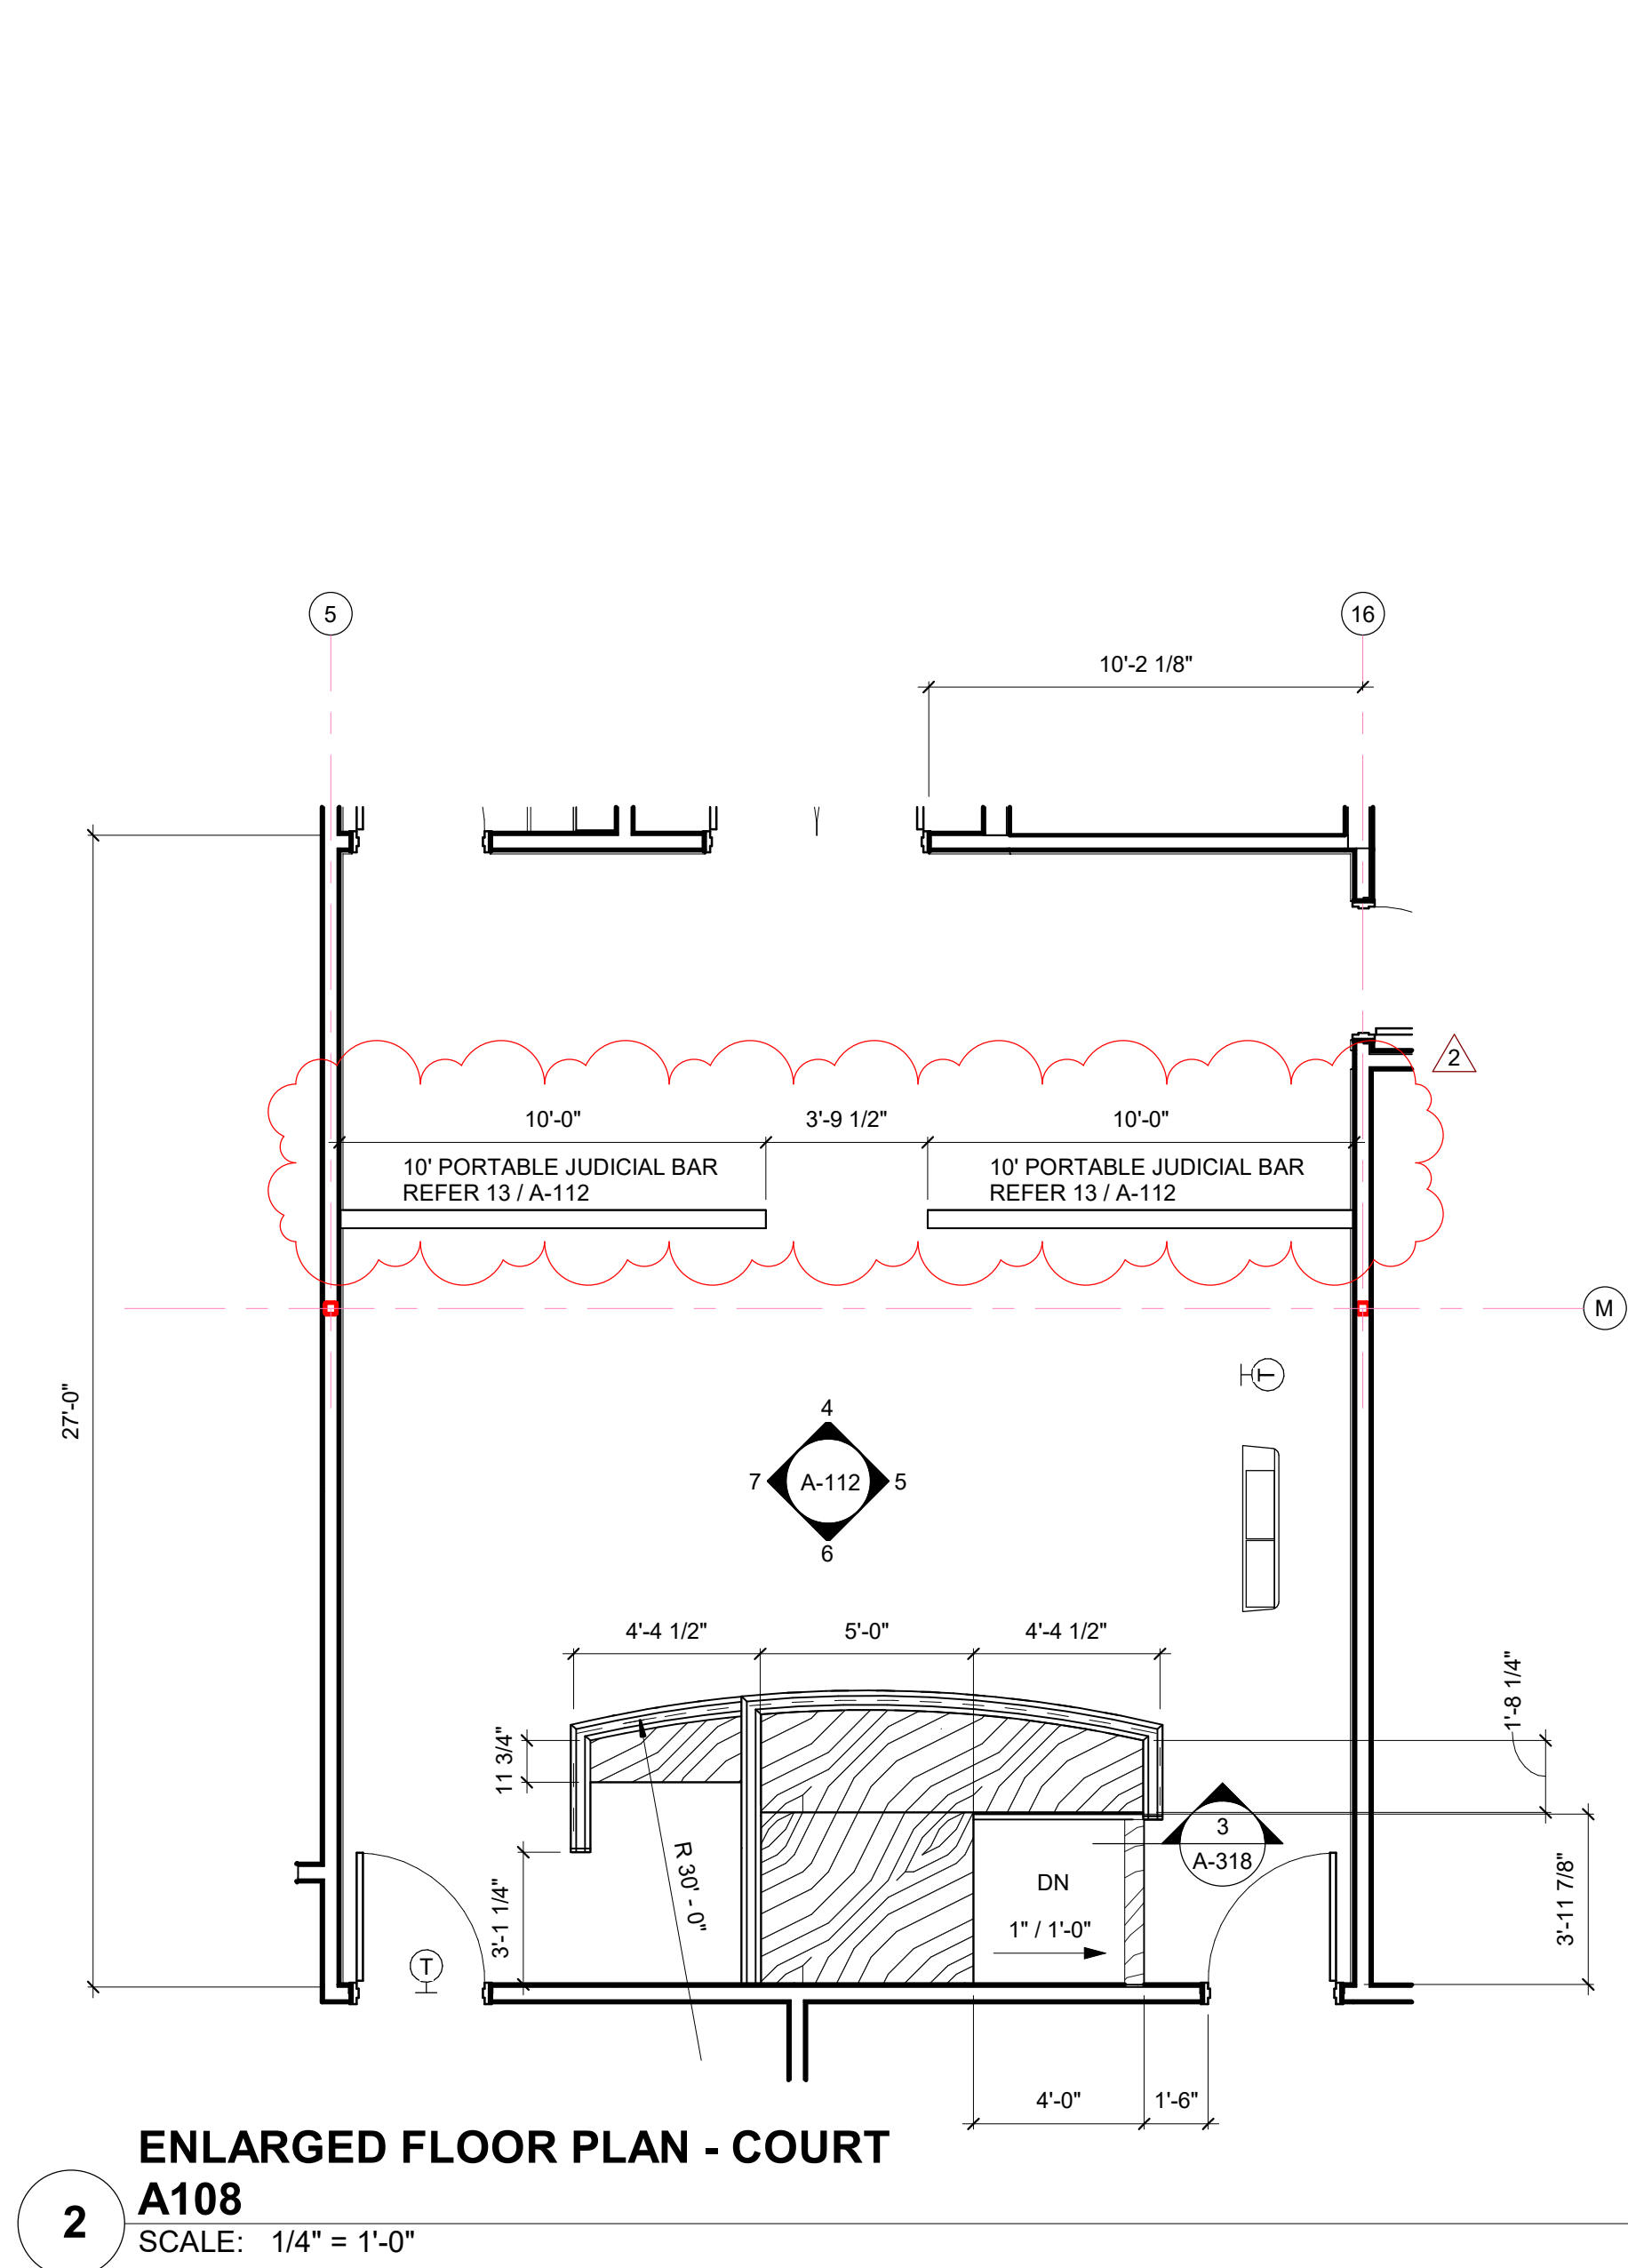 5
16
10'-2 1/8"
2
10'-0"
3'-9 1/2"
10'-0"
10' PORTABLE JUDICIAL BAR
REFER 13 / A-112
10' PORTABLE JUDICIAL BAR
REFER 13 / A-112
M
27'-0"
T
4
7
A-112
5
6
4'-4 1/2"
5'-0"
4'-4 1/2"
1'-8 1/4"
11 3/4"
3
A-318
R 30' - 0"
DN
1" / 1'-0"
3'-1 1/4"
3'-11 7/8"
T
4'-0"
1'-6"
ENLARGED FLOOR PLAN - COURT
A108
2
SCALE: 1/4" = 1'-0"